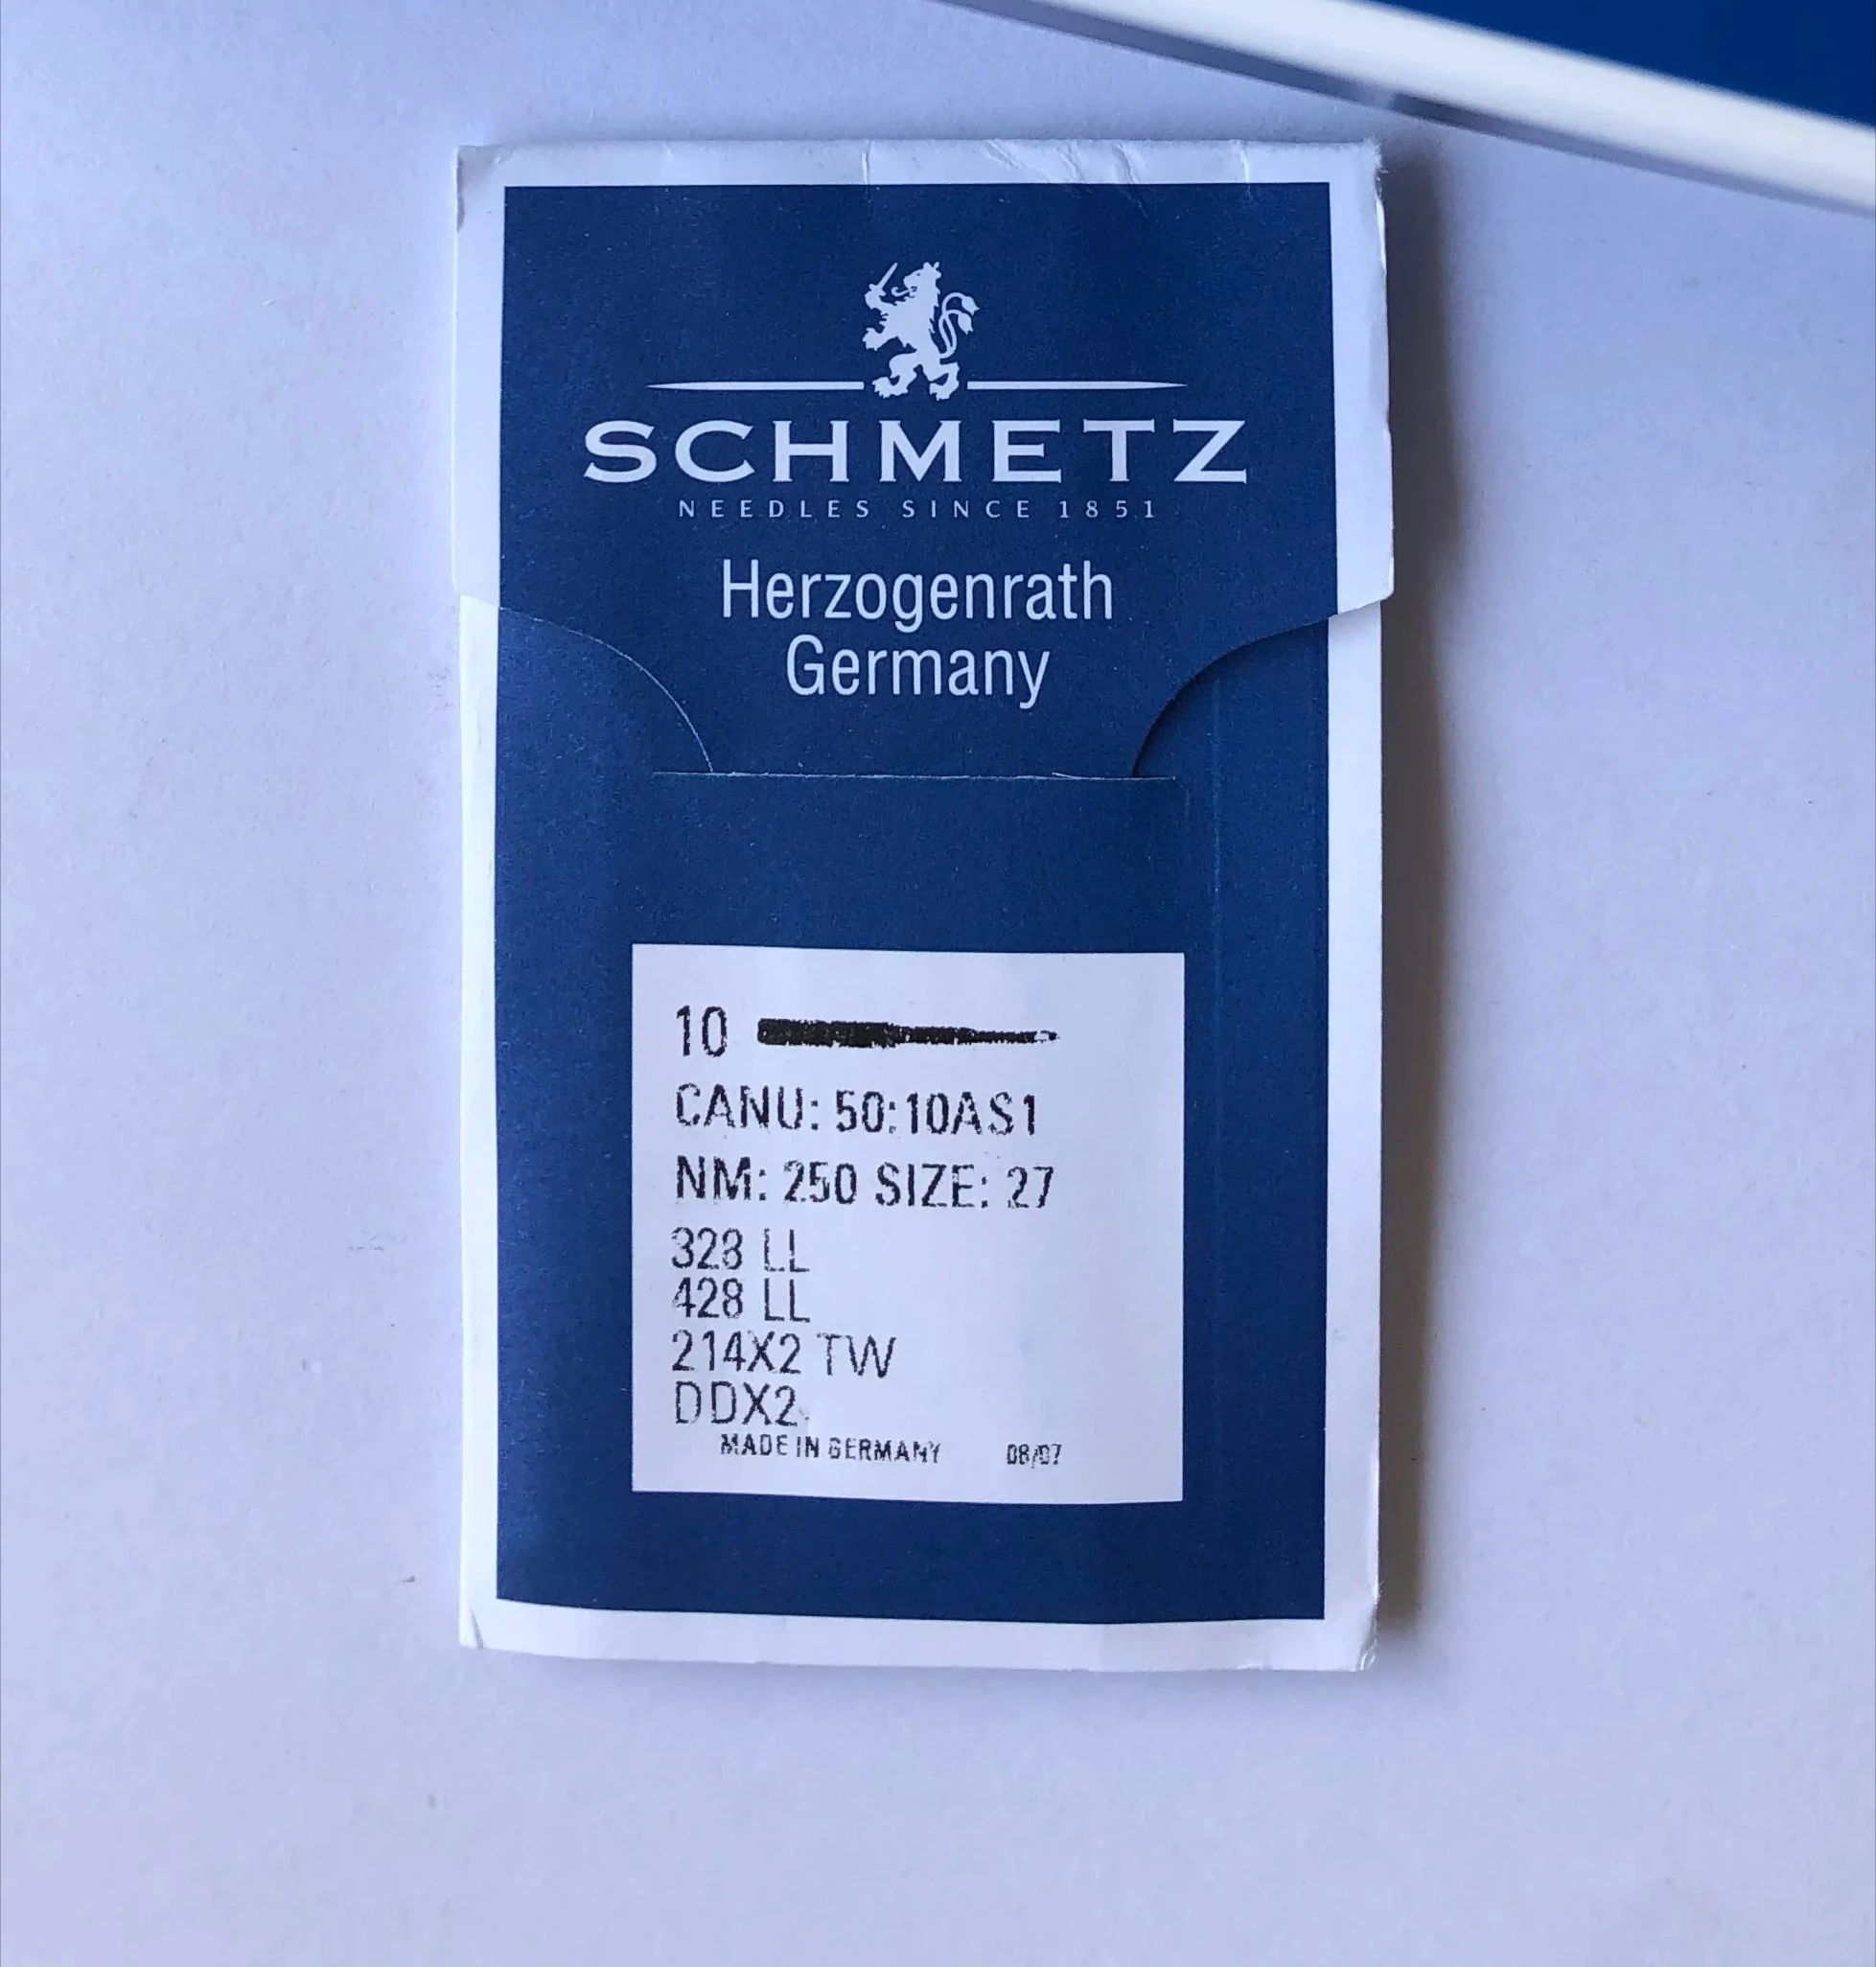 SCHMETZ
NEEDLES SINCE 1851
Herzogenrath
Germany
10
CANU: 50:10AS1
NM: 250 SIZE: 27
328 LL
428 LL
214X2 TW
DDX2
MADE IN GERMANY 08/07